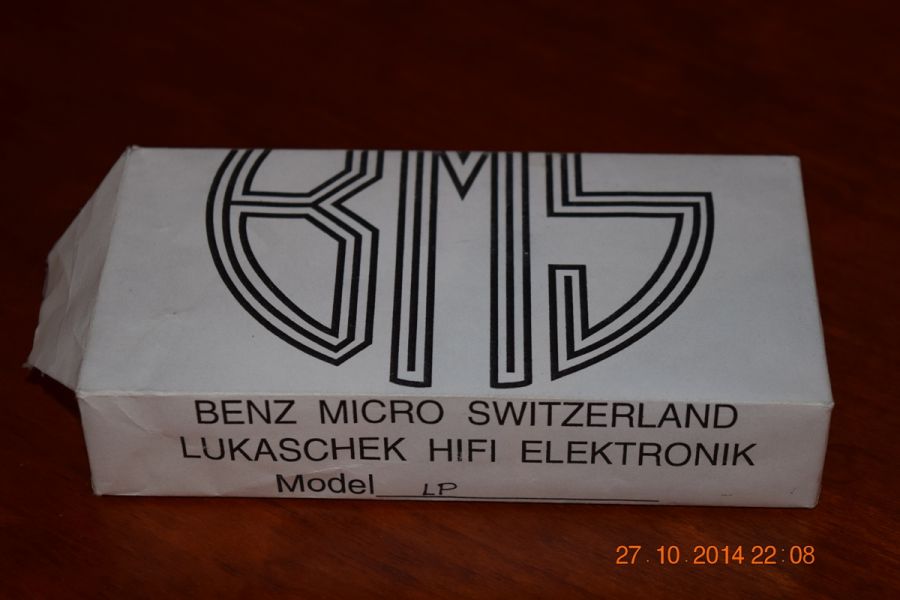 BMS
BENZ MICRO SWITZERLAND
LUKASCHEK HIFI ELEKTRONIK
Model LP
27.10.2014 22:08